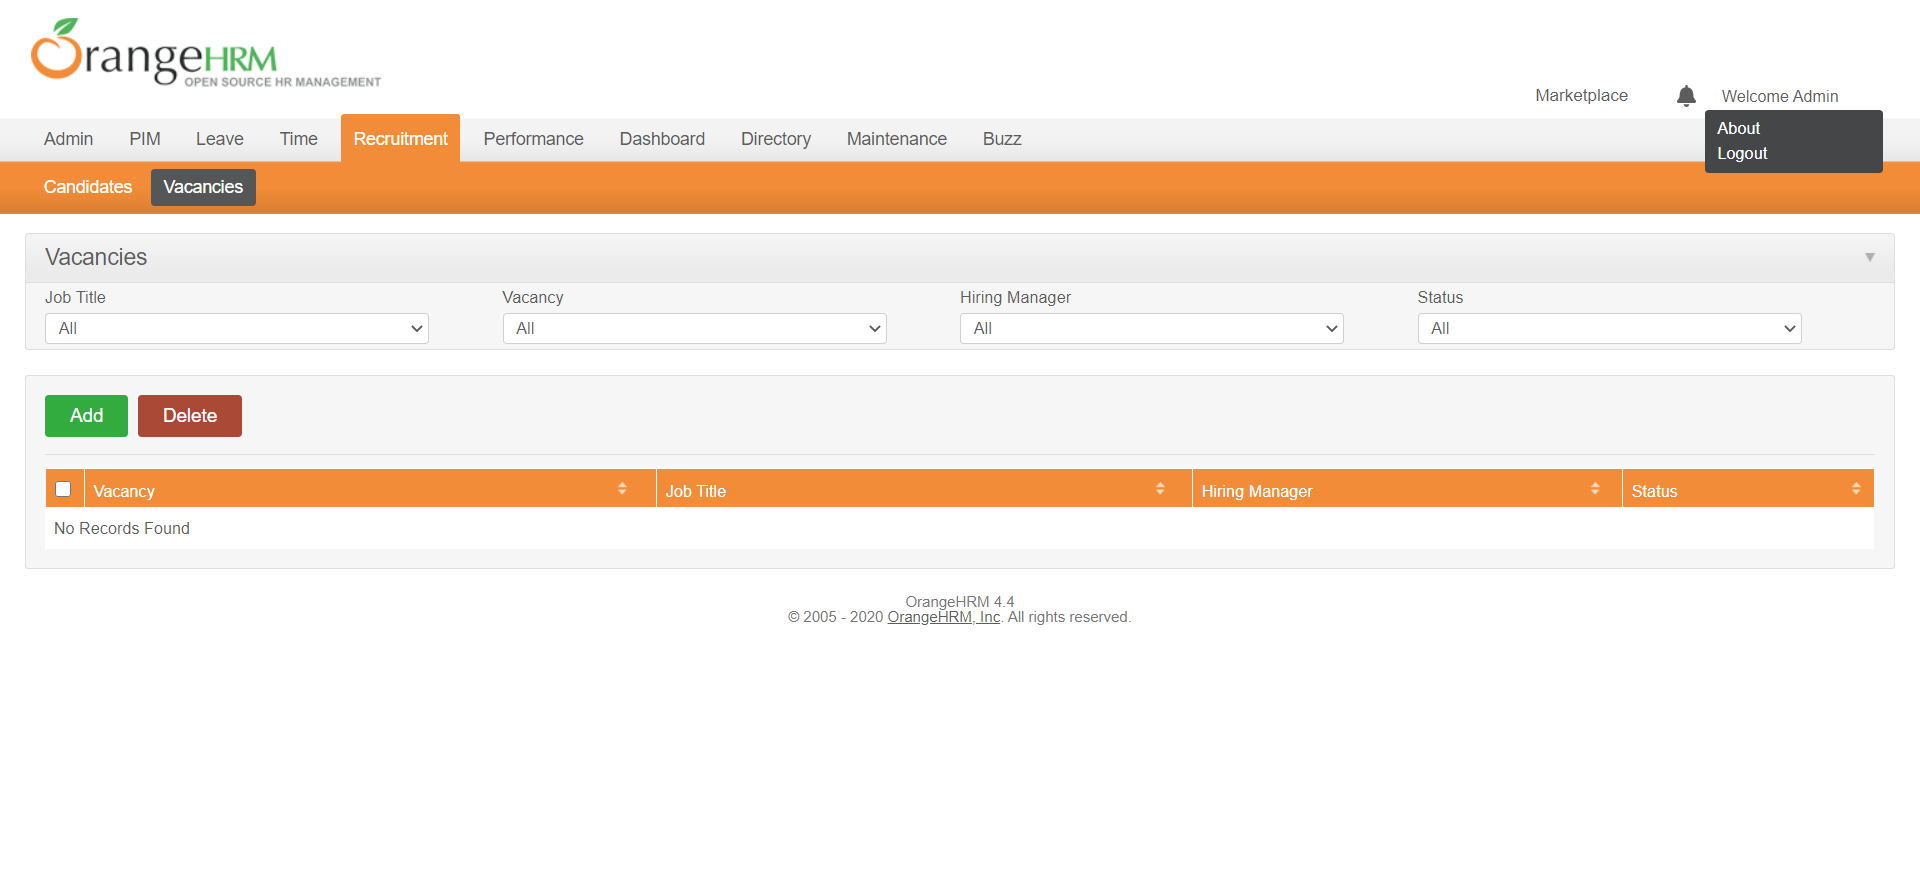 OrangeHRM
OPEN SOURCE HR MANAGEMENT
Marketplace Welcome Admin
About
Logout
Admin PIM Leave Time Recruitment Performance Dashboard Directory Maintenance Buzz
Candidates Vacancies
Vacancies
Job Title Vacancy Hiring Manager Status
All All All All
Add Delete
Vacancy Job Title Hiring Manager Status
No Records Found
OrangeHRM 4.4
© 2005 - 2020 OrangeHRM, Inc. All rights reserved.